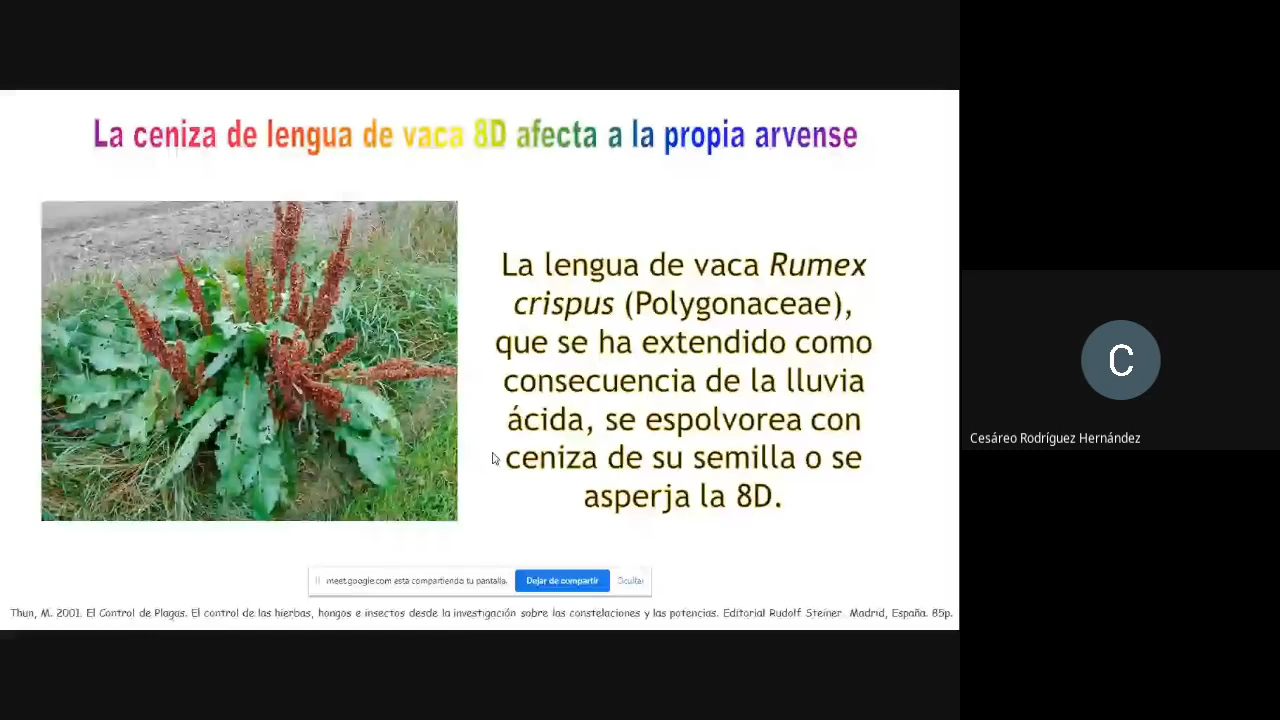 La ceniza de lengua de vaca 8D afecta a la propia arvense
La lengua de vaca Rumex
crispus (Polygonaceae),
que se ha extendido como
consecuencia de la lluvia
ácida, se espolvorea con
ceniza de su semilla o se
asperja la 8D.
C
Cesáreo Rodríguez Hernández
meet.google.com está compartiendo tu pantalla. Dejar de compartir Ocultar
Thun, M. 2001. El Control de Plagas. El control de las hierbas, hongos e insectos desde la investigación sobre las constelaciones y las potencias. Editorial Rudolf Steiner. Madrid, España. 85p.